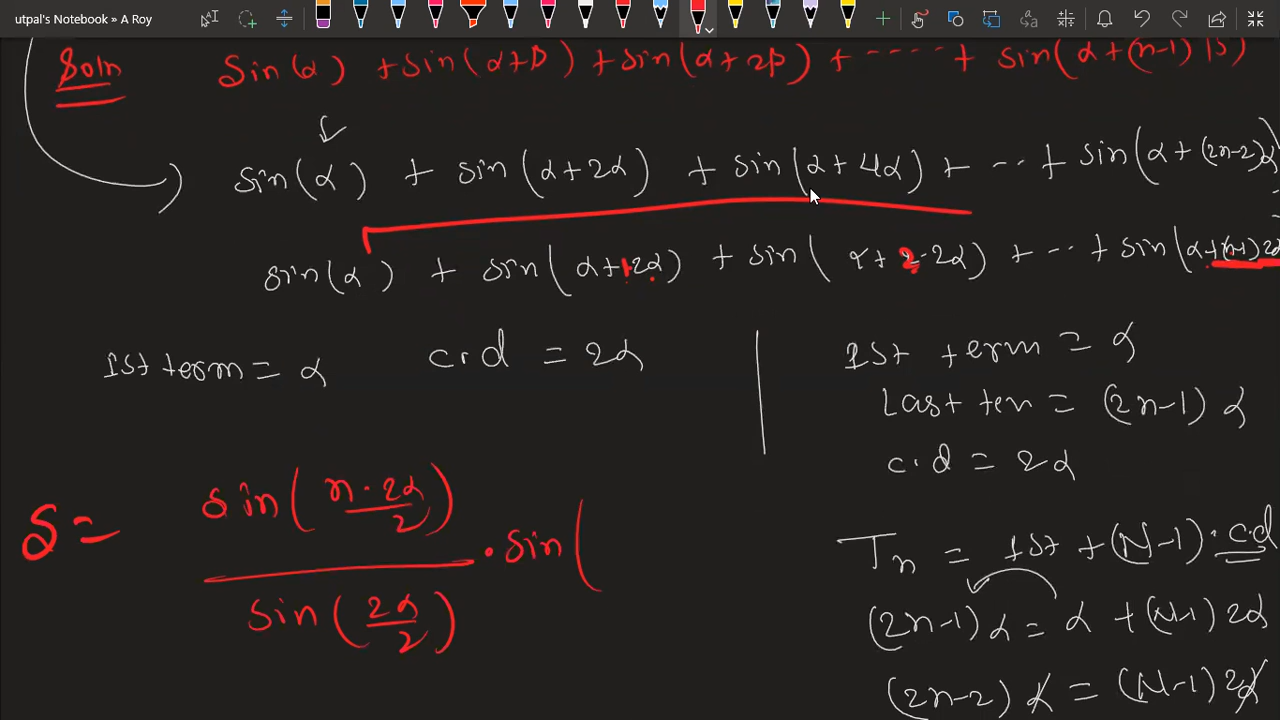 utpal's Notebook » A Roy
Soln sin(α) + sin(α+β) + sin(α+2β) + ----- + sin(α+(n-1)β)
sin(α) + sin(α+2α) + sin(α+4α) + -- + sin(α+(2n-2)α
sin(α) + sin(α+1·2α) + sin(α+2·2α) + -- + sin(α+(n-1)2α
1st term = α c.d = 2α
1st term = α
Last ten = (2n-1) α
c.d = 2α
S = sin(n·2α/2) / sin(2α/2) · sin(
Tn = 1st + (N-1)·c.d
(2n-1) α = α + (N-1) 2α
(2n-2) α = (N-1) 2α